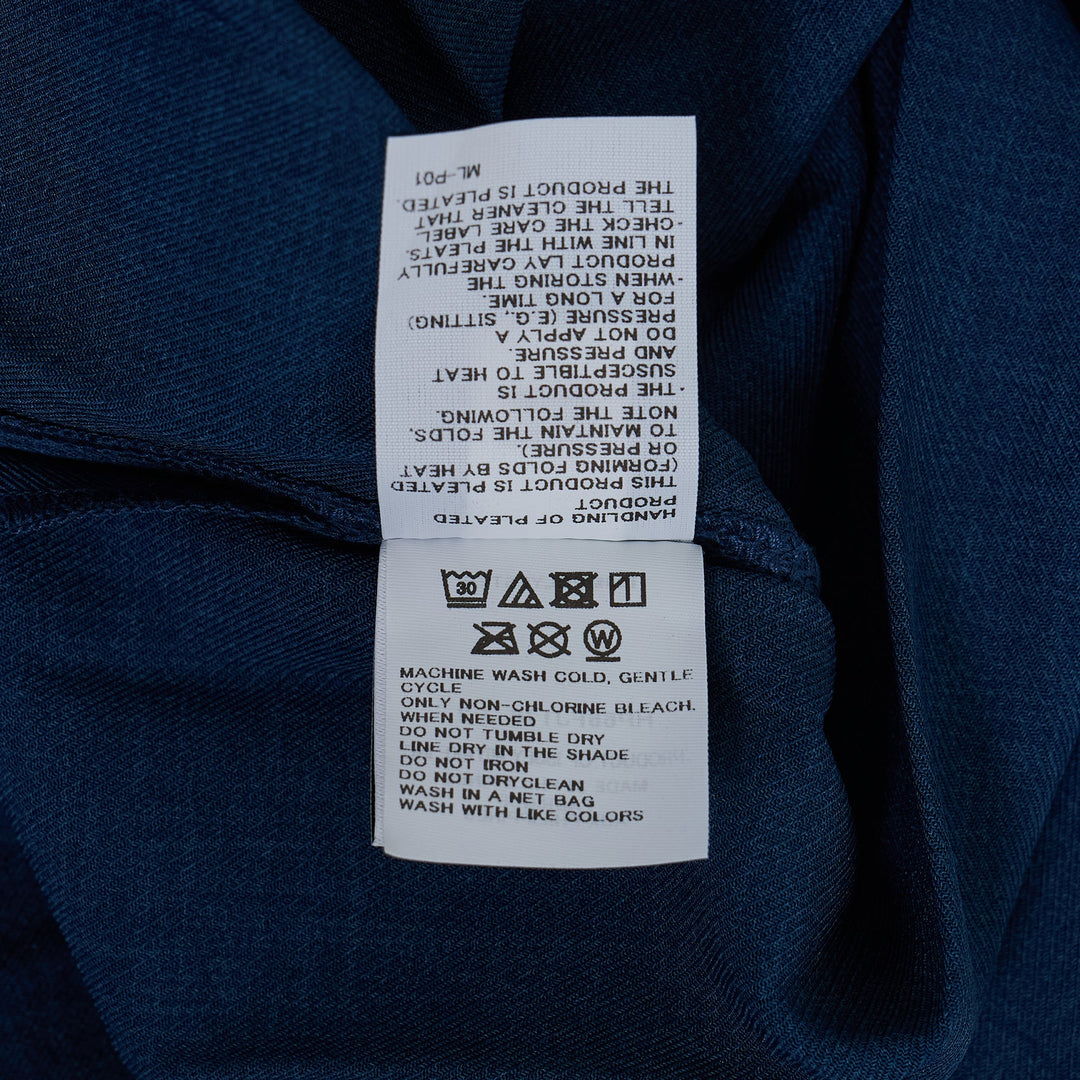 HANDLING OF PLEATED
PRODUCT
THIS PRODUCT IS PLEATED
(FORMING FOLDS BY HEAT
OR PRESSURE).
TO MAINTAIN THE FOLDS.
NOTE THE FOLLOWING.
·THE PRODUCT IS
SUSCEPTIBLE TO HEAT
AND PRESSURE.
DO NOT APPLY A
PRESSURE (E.G., SITTING)
FOR A LONG TIME.
·WHEN STORING THE
PRODUCT LAY CAREFULLY
IN LINE WITH THE PLEATS.
·CHECK THE CARE LABEL
TELL THE CLEANER THAT
THE PRODUCT IS PLEATED.
ML-P01
30
W
MACHINE WASH COLD, GENTLE
CYCLE
ONLY NON-CHLORINE BLEACH.
WHEN NEEDED
DO NOT TUMBLE DRY
LINE DRY IN THE SHADE
DO NOT IRON
DO NOT DRYCLEAN
WASH IN A NET BAG
WASH WITH LIKE COLORS